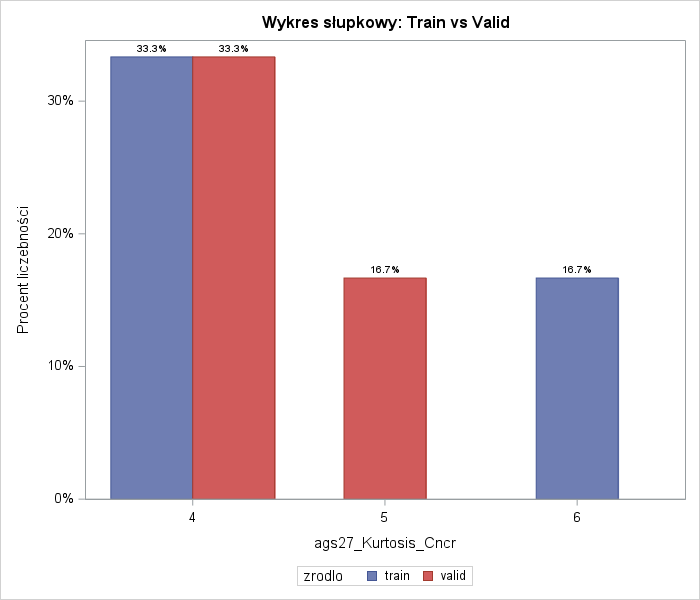 Wykres słupkowy: Train vs Valid
33.3%
33.3%
16.7%
16.7%
30%
20%
10%
0%
Procent liczebności
4
5
6
ags27_Kurtosis_Cncr
zrodlo train valid